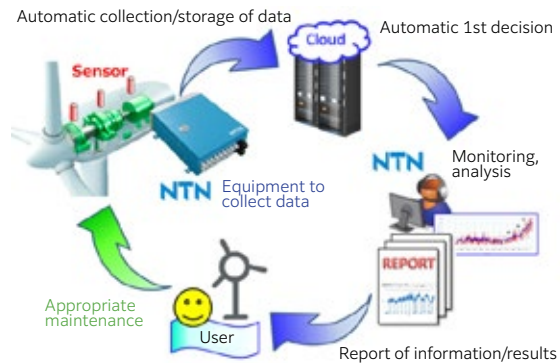 Automatic collection/storage of data
Automatic 1st decision
Cloud
Sensor
NTN
Equipment to
collect data
NTN
Monitoring,
analysis
REPORT
Appropriate
maintenance
User
Report of information/results